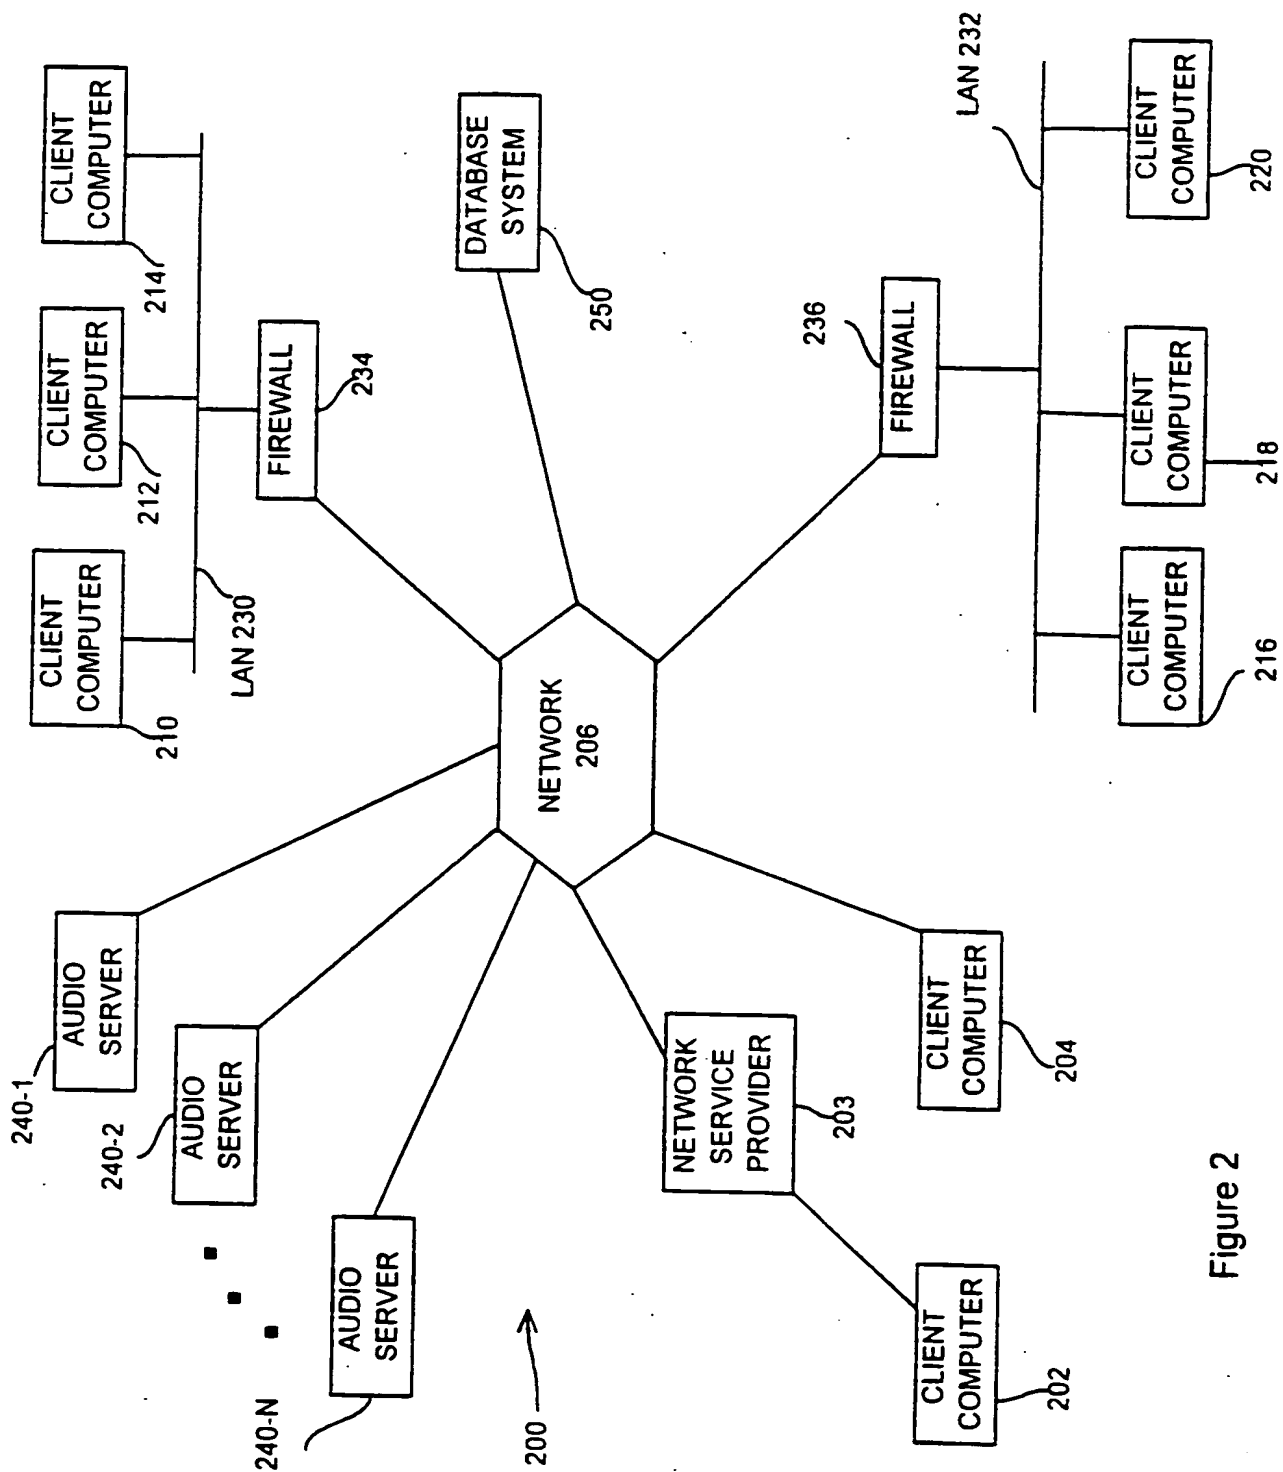 240-1
AUDIO
SERVER
240-2
AUDIO
SERVER
240-N
AUDIO
SERVER
200
CLIENT
COMPUTER
210
CLIENT
COMPUTER
212
CLIENT
COMPUTER
214
LAN 230
FIREWALL
234
DATABASE
SYSTEM
250
NETWORK
206
NETWORK
SERVICE
PROVIDER
203
CLIENT
COMPUTER
202
CLIENT
COMPUTER
204
236
FIREWALL
LAN 232
CLIENT
COMPUTER
216
CLIENT
COMPUTER
218
CLIENT
COMPUTER
220
Figure 2